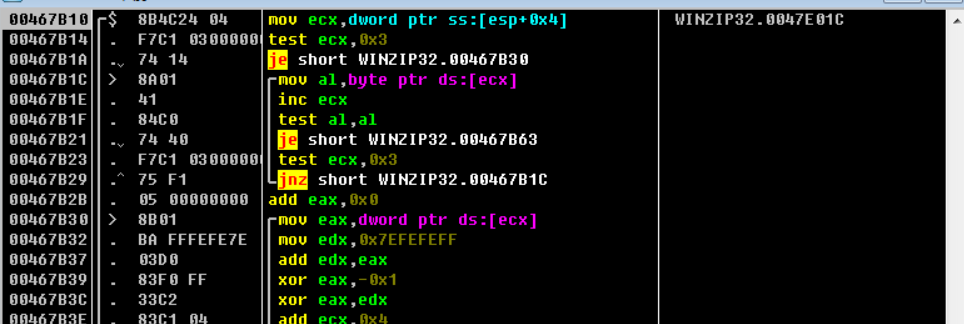 00467B10 $ 8B4C24 04 mov ecx,dword ptr ss:[esp+0x4] WINZIP32.0047E01C
00467B14 . F7C1 0300000 test ecx,0x3
00467B1A . 74 14 je short WINZIP32.00467B30
00467B1C > 8A01 mov al,byte ptr ds:[ecx]
00467B1E . 41 inc ecx
00467B1F . 84C0 test al,al
00467B21 . 74 40 je short WINZIP32.00467B63
00467B23 . F7C1 0300000 test ecx,0x3
00467B29 .^ 75 F1 jnz short WINZIP32.00467B1C
00467B2B . 05 00000000 add eax,0x0
00467B30 > 8B01 mov eax,dword ptr ds:[ecx]
00467B32 . BA FFFEFE7E mov edx,0x7EFEFEFF
00467B37 . 03D0 add edx,eax
00467B39 . 83F0 FF xor eax,-0x1
00467B3C . 33C2 xor eax,edx
00467B3E . 83C1 04 add ecx,0x4